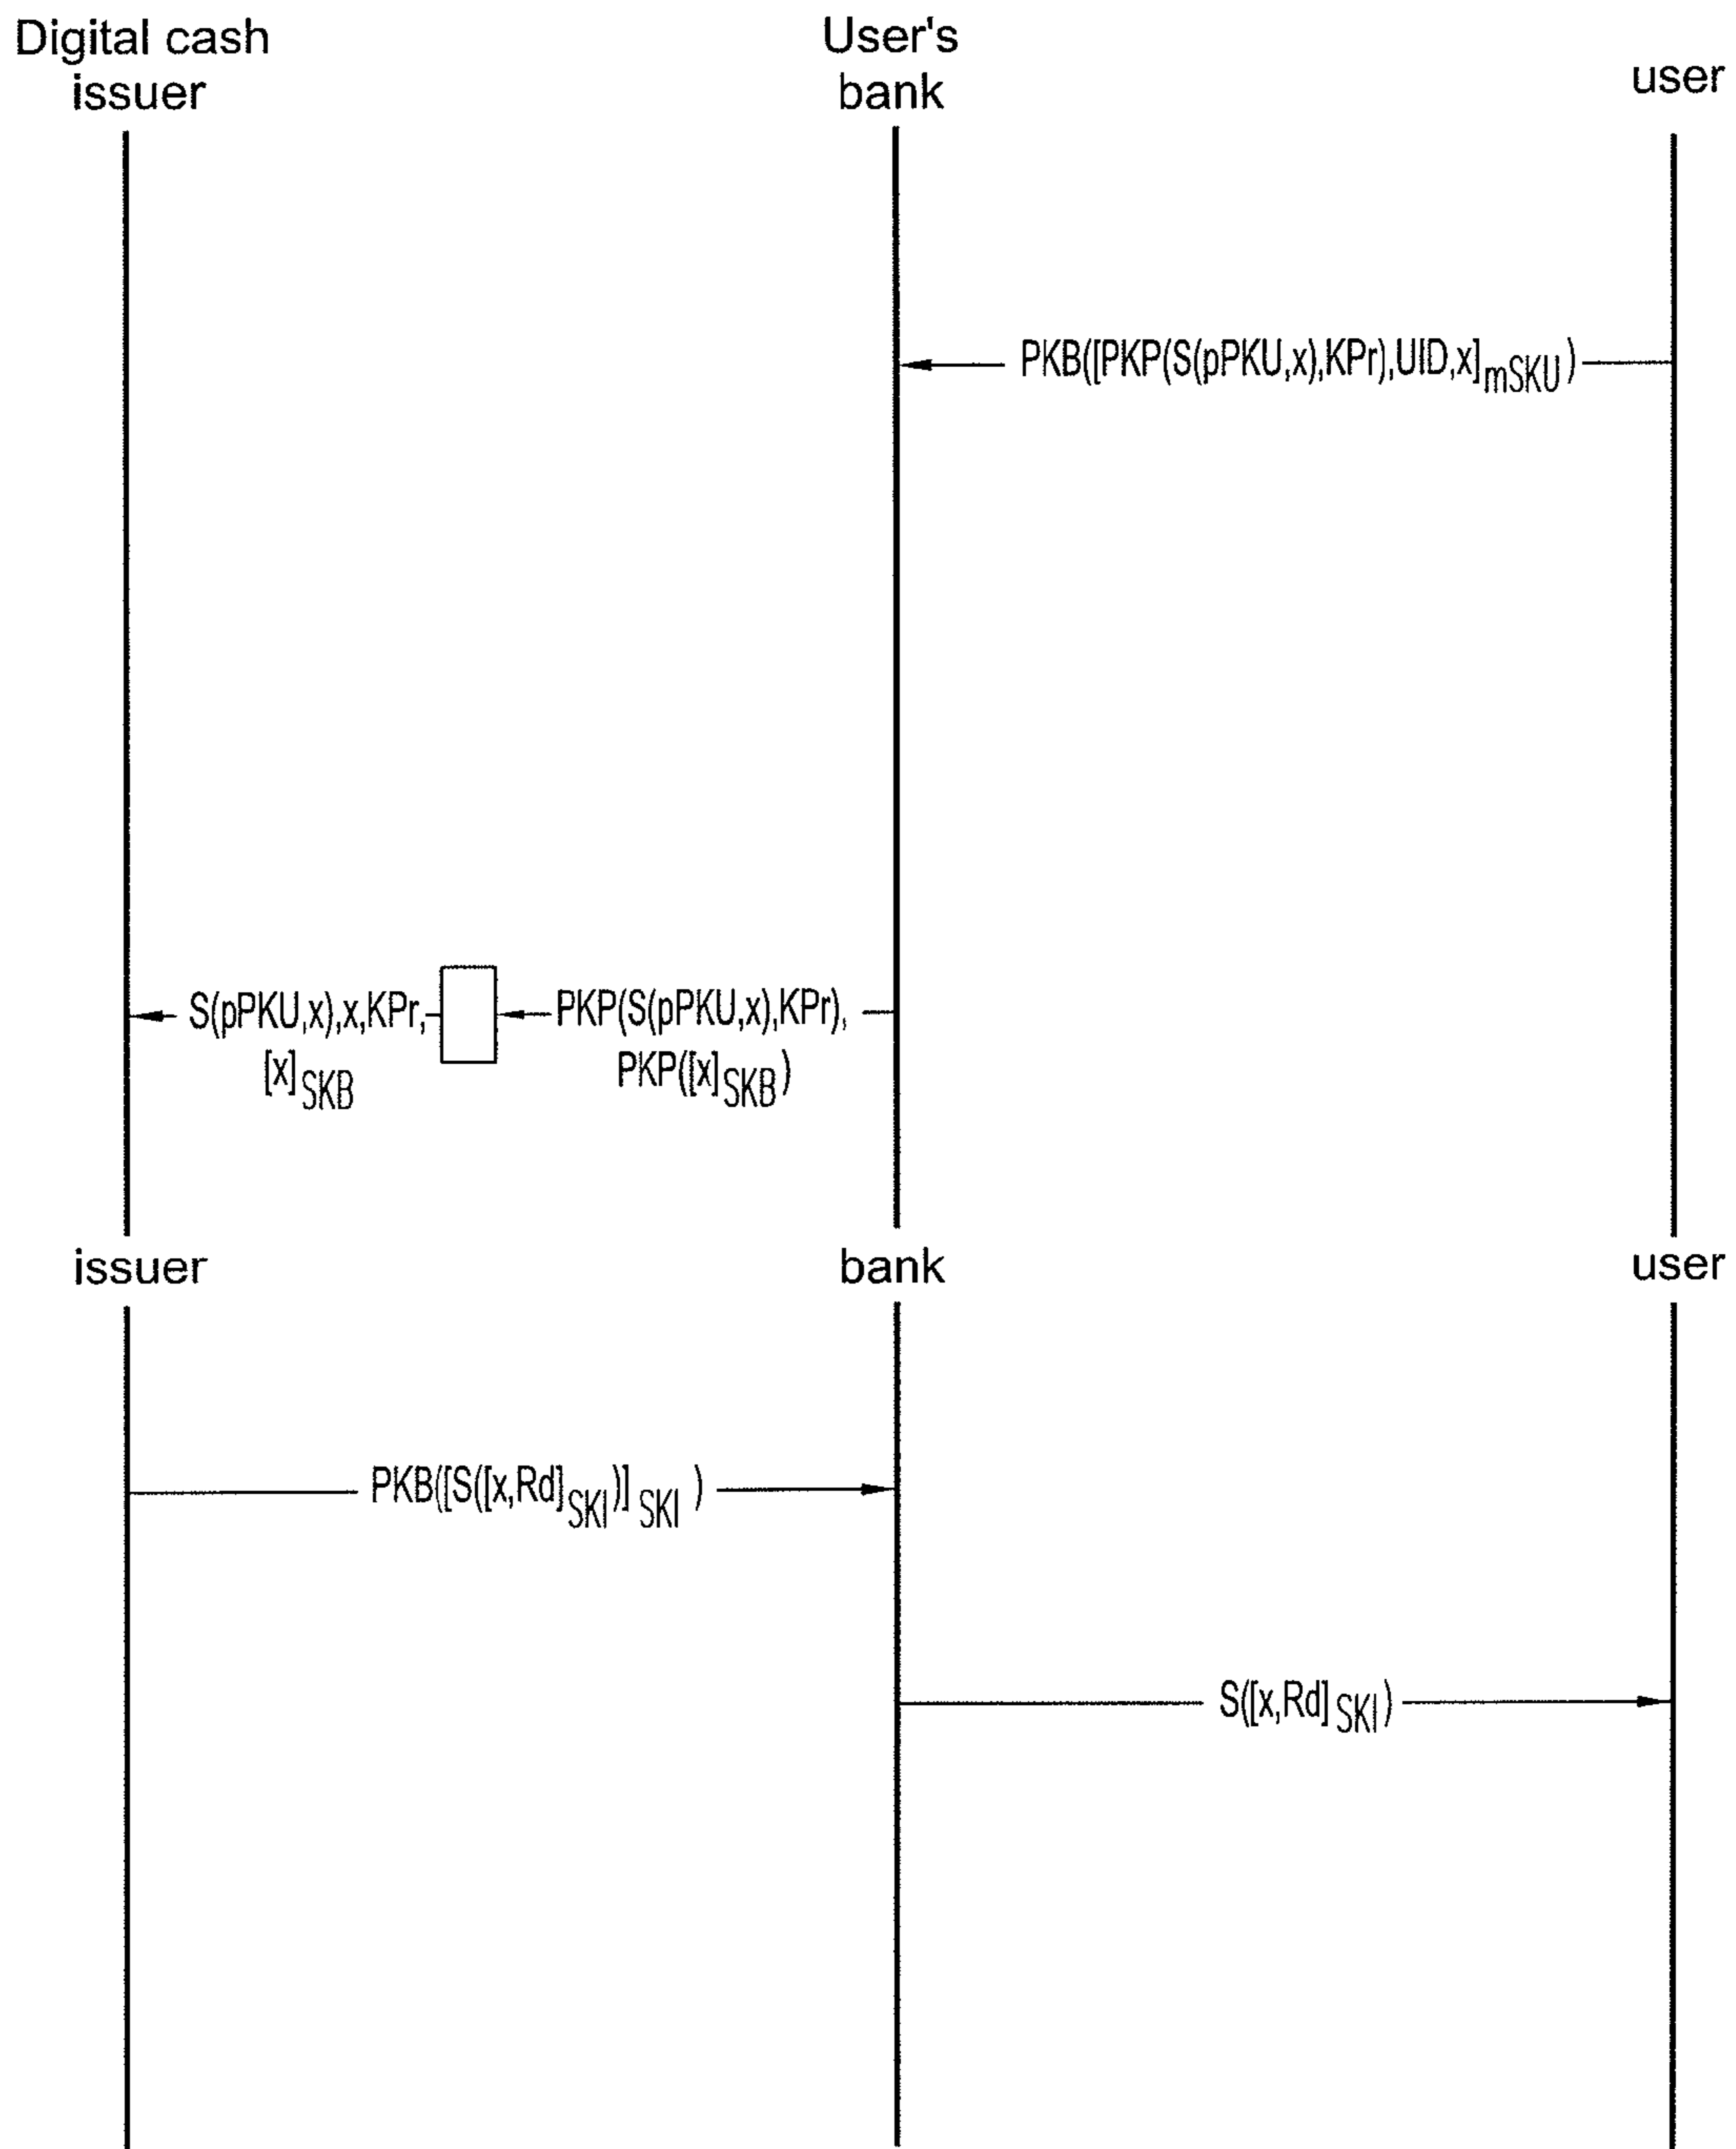 Digital cash
issuer
User's
bank
user
PKB([PKP(S(pPKU,x),KPr),UID,x]mSKU)
S(pPKU,x),x,KPr,
[x]SKB
PKP(S(pPKU,x),KPr),
PKP([x]SKB)
issuer
bank
user
PKB([S([x,Rd]SKI)]SKI)
S([x,Rd]SKI)